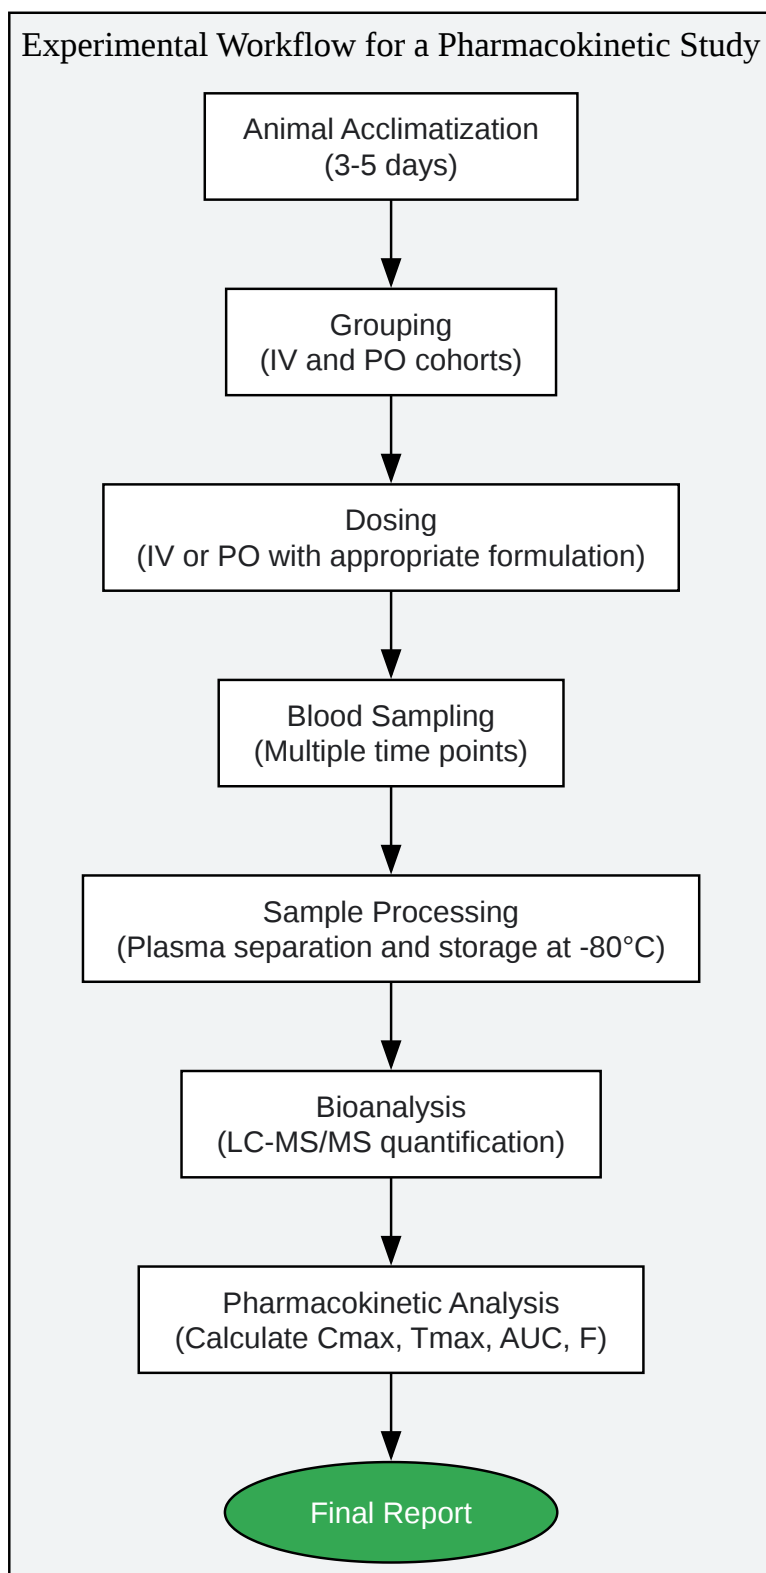 Experimental Workflow for a Pharmacokinetic Study
Animal Acclimatization
(3-5 days)
Grouping
(IV and PO cohorts)
Dosing
(IV or PO with appropriate formulation)
Blood Sampling
(Multiple time points)
Sample Processing
(Plasma separation and storage at -80°C)
Bioanalysis
(LC-MS/MS quantification)
Pharmacokinetic Analysis
(Calculate Cmax, Tmax, AUC, F)
Final Report